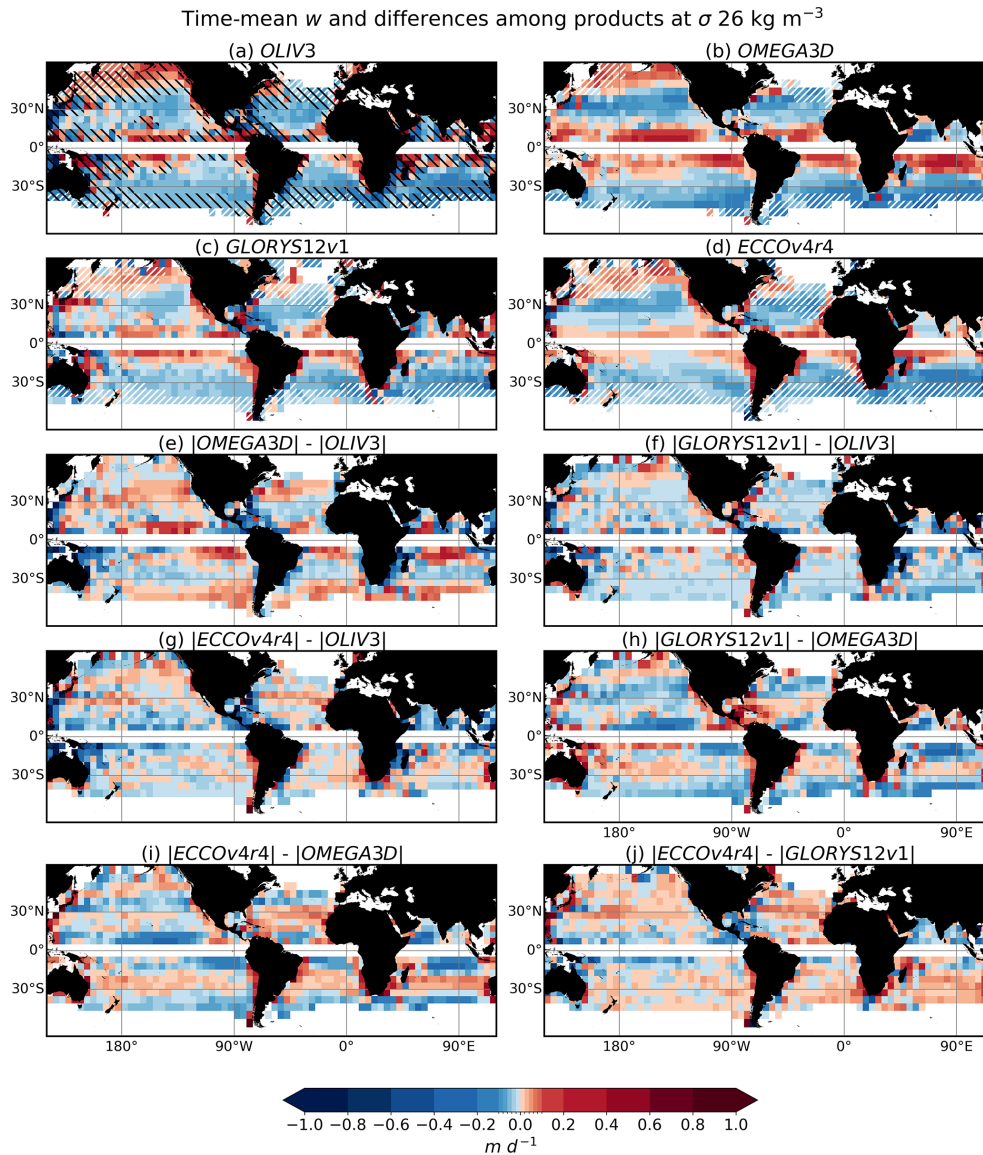 Time-mean w and differences among products at σ 26 kg m⁻³
(a) OLIV3
(b) OMEGA3D
30°N
0°
30°S
(c) GLORYS12v1
(d) ECCOv4r4
30°N
0°
30°S
(e) |OMEGA3D| - |OLIV3|
(f) |GLORYS12v1| - |OLIV3|
30°N
0°
30°S
(g) |ECCOv4r4| - |OLIV3|
(h) |GLORYS12v1| - |OMEGA3D|
30°N
0°
30°S
180° 90°W 0° 90°E
(i) |ECCOv4r4| - |OMEGA3D|
(j) |ECCOv4r4| - |GLORYS12v1|
30°N
0°
30°S
180° 90°W 0° 90°E 180° 90°W 0° 90°E
−1.0 −0.8 −0.6 −0.4 −0.2 0.0 0.2 0.4 0.6 0.8 1.0
m d⁻¹